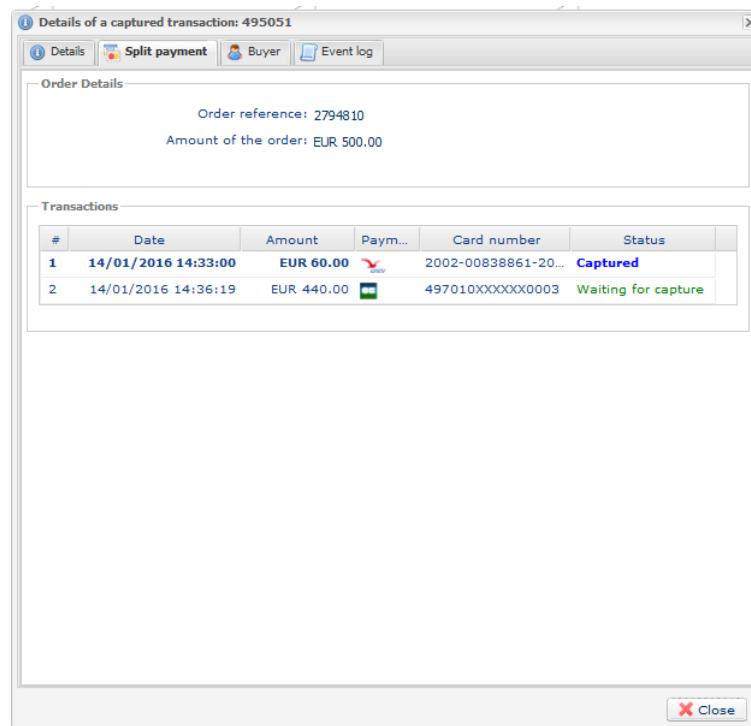 Details of a captured transaction: 495051
Details Split payment Buyer Event log
Order Details
Order reference: 2794810
Amount of the order: EUR 500.00
Transactions
# Date Amount Paym... Card number Status
1 14/01/2016 14:33:00 EUR 60.00 2002-00838861-20... Captured
2 14/01/2016 14:36:19 EUR 440.00 497010XXXXXX0003 Waiting for capture
Close